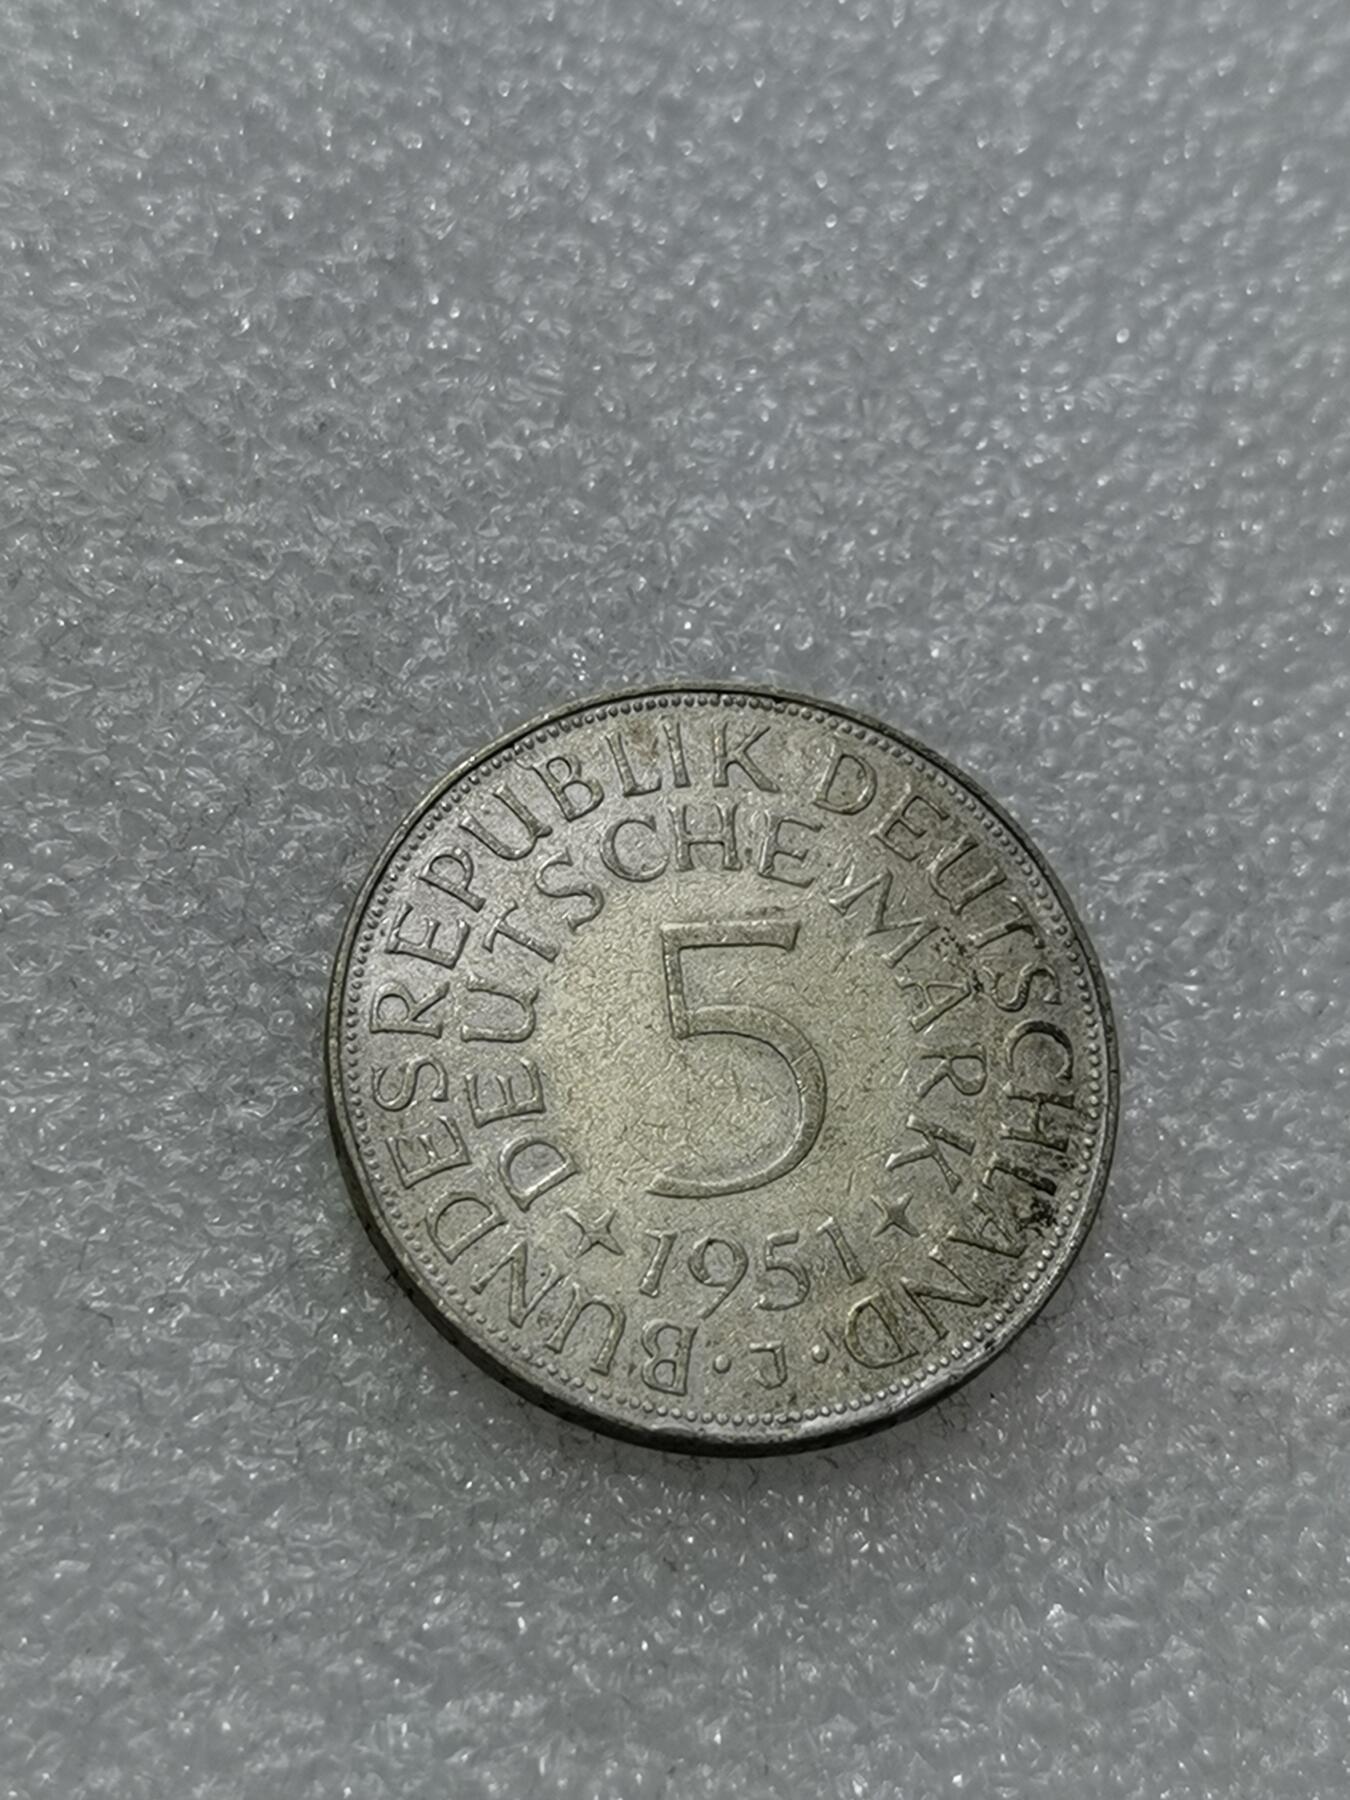 BUNDESREPUBLIK DEUTSCHLAND
DEUTSCHE MARK
5
1951
· J ·